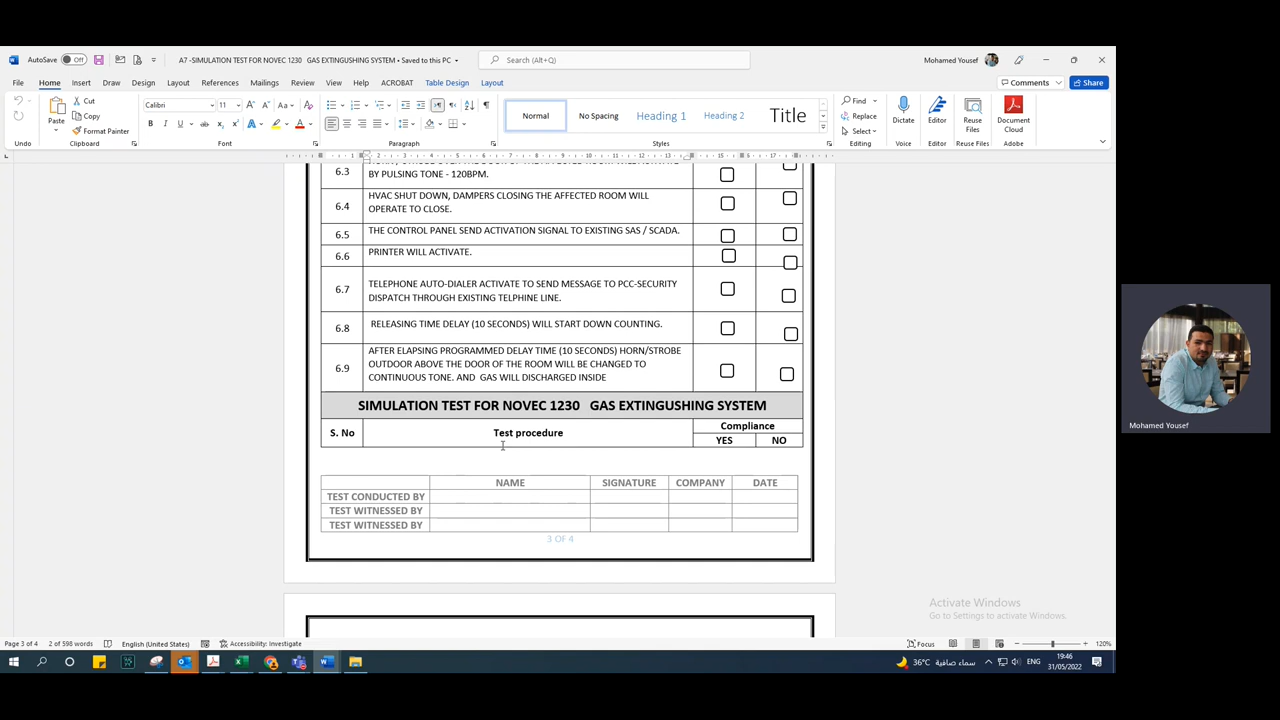 AutoSave Off A7 -SIMULATION TEST FOR NOVEC 1230 GAS EXTINGUSHING SYSTEM • Saved to this PC Search (Alt+Q) Mohamed Yousef
File Home Insert Draw Design Layout References Mailings Review View Help ACROBAT Table Design Layout Comments Share
Paste Cut Copy Format Painter Calibri 11 Normal No Spacing Heading 1 Heading 2 Title Find Replace Select Dictate Editor Reuse Files Adobe Document Cloud
Undo Clipboard Font Paragraph Styles Editing Voice Editor Reuse Files
6.3 BY PULSING TONE - 120BPM.
6.4 HVAC SHUT DOWN, DAMPERS CLOSING THE AFFECTED ROOM WILL
OPERATE TO CLOSE.
6.5 THE CONTROL PANEL SEND ACTIVATION SIGNAL TO EXISTING SAS / SCADA.
6.6 PRINTER WILL ACTIVATE.
6.7 TELEPHONE AUTO-DIALER ACTIVATE TO SEND MESSAGE TO PCC-SECURITY
DISPATCH THROUGH EXISTING TELPHINE LINE.
6.8 RELEASING TIME DELAY (10 SECONDS) WILL START DOWN COUNTING.
6.9 AFTER ELAPSING PROGRAMMED DELAY TIME (10 SECONDS) HORN/STROBE
OUTDOOR ABOVE THE DOOR OF THE ROOM WILL BE CHANGED TO
CONTINUOUS TONE. AND GAS WILL DISCHARGED INSIDE
SIMULATION TEST FOR NOVEC 1230 GAS EXTINGUSHING SYSTEM
S. No Test procedure Compliance
YES NO
NAME SIGNATURE COMPANY DATE
TEST CONDUCTED BY
TEST WITNESSED BY
TEST WITNESSED BY
3 OF 4
Mohamed Yousef
Activate Windows
Go to Settings to activate Windows.
Page 3 of 4 2 of 598 words English (United States) Accessibility: Investigate Focus 120%
36°C سماء صافية ENG 19:46
31/05/2022